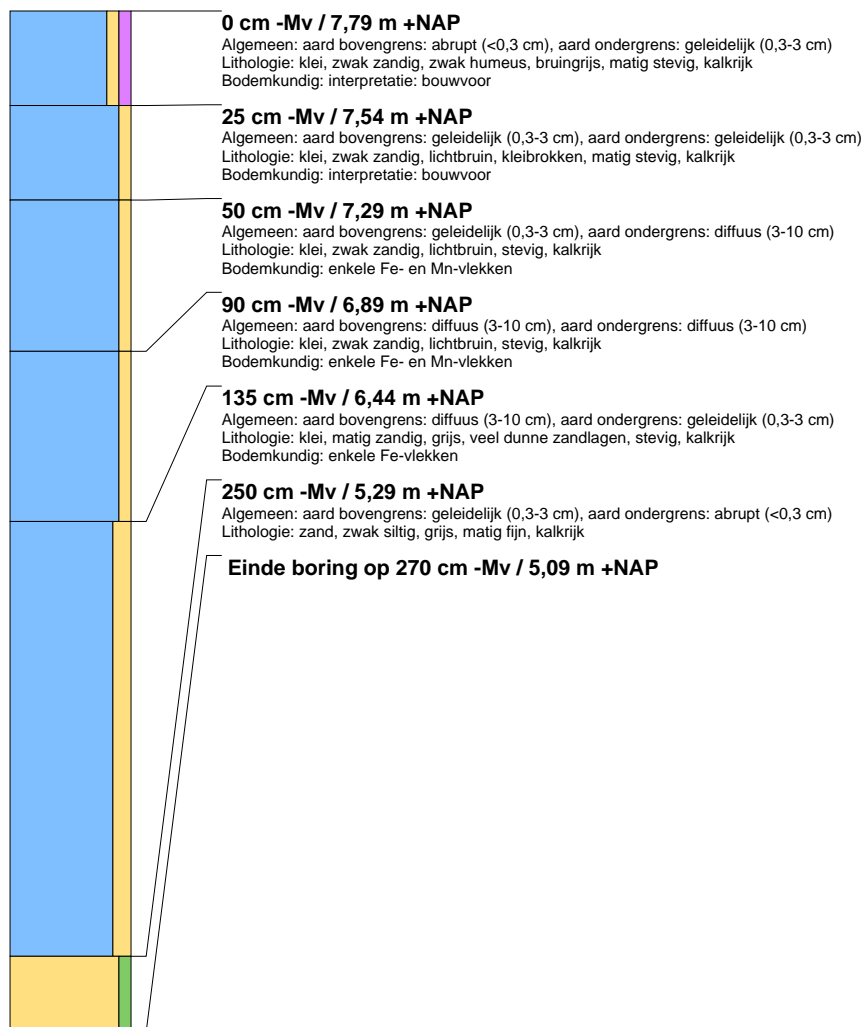 0 cm -Mv / 7,79 m +NAP
Algemeen: aard bovengrens: abrupt (<0,3 cm), aard ondergrens: geleidelijk (0,3-3 cm)
Lithologie: klei, zwak zandig, zwak humeus, bruingrijs, matig stevig, kalkrijk
Bodemkundig: interpretatie: bouwvoor
25 cm -Mv / 7,54 m +NAP
Algemeen: aard bovengrens: geleidelijk (0,3-3 cm), aard ondergrens: geleidelijk (0,3-3 cm)
Lithologie: klei, zwak zandig, lichtbruin, kleibrokken, matig stevig, kalkrijk
Bodemkundig: interpretatie: bouwvoor
50 cm -Mv / 7,29 m +NAP
Algemeen: aard bovengrens: geleidelijk (0,3-3 cm), aard ondergrens: diffuus (3-10 cm)
Lithologie: klei, zwak zandig, lichtbruin, stevig, kalkrijk
Bodemkundig: enkele Fe- en Mn-vlekken
90 cm -Mv / 6,89 m +NAP
Algemeen: aard bovengrens: diffuus (3-10 cm), aard ondergrens: diffuus (3-10 cm)
Lithologie: klei, zwak zandig, lichtbruin, stevig, kalkrijk
Bodemkundig: enkele Fe- en Mn-vlekken
135 cm -Mv / 6,44 m +NAP
Algemeen: aard bovengrens: diffuus (3-10 cm), aard ondergrens: geleidelijk (0,3-3 cm)
Lithologie: klei, matig zandig, grijs, veel dunne zandlagen, stevig, kalkrijk
Bodemkundig: enkele Fe-vlekken
250 cm -Mv / 5,29 m +NAP
Algemeen: aard bovengrens: geleidelijk (0,3-3 cm), aard ondergrens: abrupt (<0,3 cm)
Lithologie: zand, zwak siltig, grijs, matig fijn, kalkrijk
Einde boring op 270 cm -Mv / 5,09 m +NAP